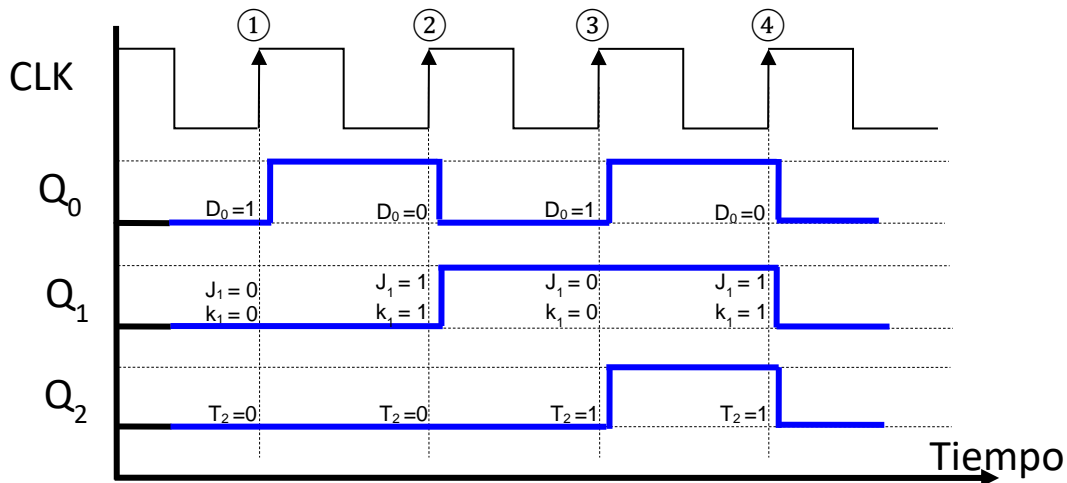 ① ② ③ ④
CLK
Q0
D0=1 D0=0 D0=1 D0=0
Q1
J1=0 J1=1 J1=0 J1=1
k1=0 k1=1 k1=0 k1=1
Q2
T2=0 T2=0 T2=1 T2=1
Tiempo